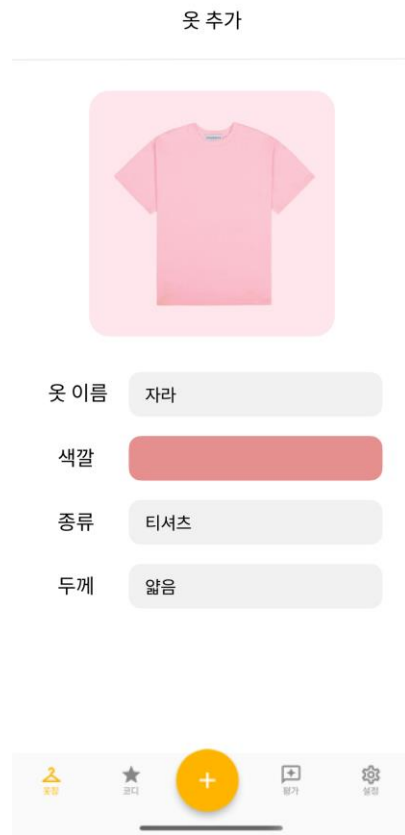 옷 추가
옷 이름 자라
색깔
종류 티셔츠
두께 얇음
옷장 코디 평가 설정